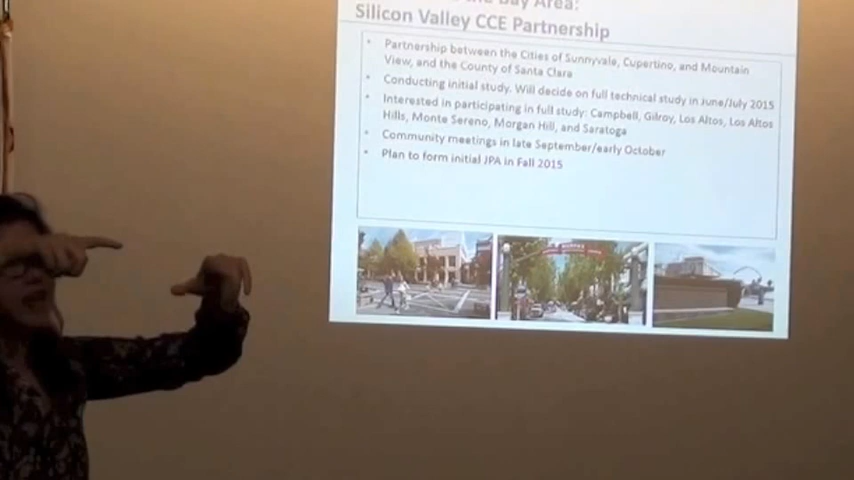 the Bay Area:
Silicon Valley CCE Partnership
• Partnership between the Cities of Sunnyvale, Cupertino, and Mountain
View, and the County of Santa Clara
• Conducting initial study. Will decide on full technical study in June/July 2015
• Interested in participating in full study: Campbell, Gilroy, Los Altos, Los Altos
Hills, Monte Sereno, Morgan Hill, and Saratoga
• Community meetings in late September/early October
• Plan to form initial JPA in Fall 2015